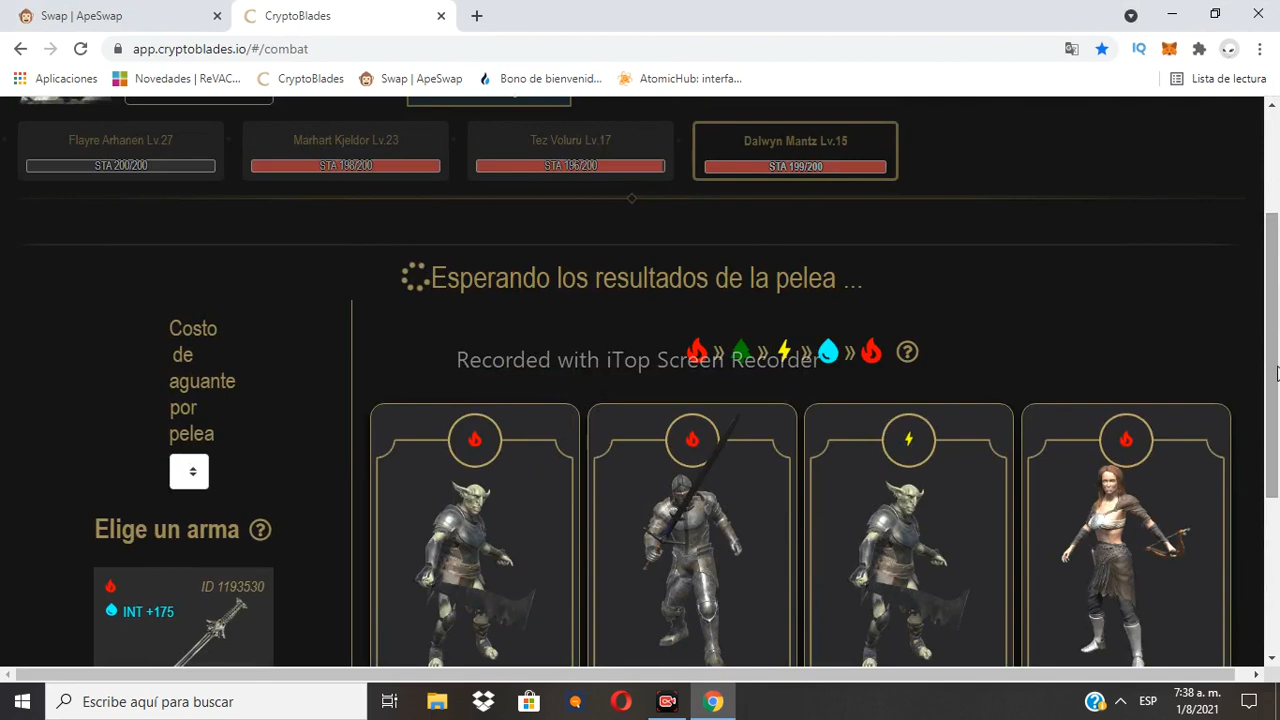 Swap | ApeSwap
CryptoBlades
app.cryptoblades.io/#/combat
Aplicaciones
Novedades | ReVAC...
CryptoBlades
Swap | ApeSwap
Bono de bienvenid...
AtomicHub: interfa...
Lista de lectura
Flayre Arhanen Lv.27
Marhart Kjeldor Lv.23
Tez Voluru Lv.17
Dalwyn Mantz Lv.15
STA 200/200
STA 198/200
STA 196/200
STA 199/200
Esperando los resultados de la pelea ...
Costo
de
aguante
por
pelea
Recorded with iTop Screen Recorder
Elige un arma
ID 1193530
INT +175
Escribe aquí para buscar
ESP
7:38 a. m.
1/8/2021